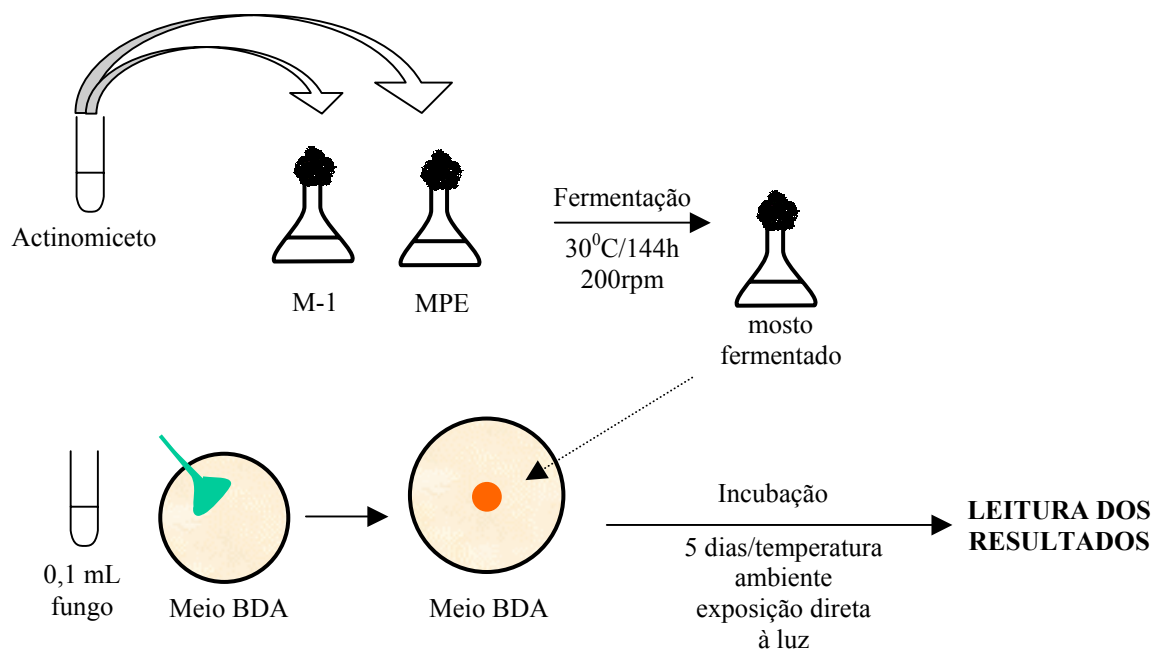 Actinomiceto
M-1
MPE
Fermentação
30⁰C/144h
200rpm
mosto
fermentado
0,1 mL
fungo
Meio BDA
Meio BDA
Incubação
5 dias/temperatura
ambiente
exposição direta
à luz
LEITURA DOS
RESULTADOS